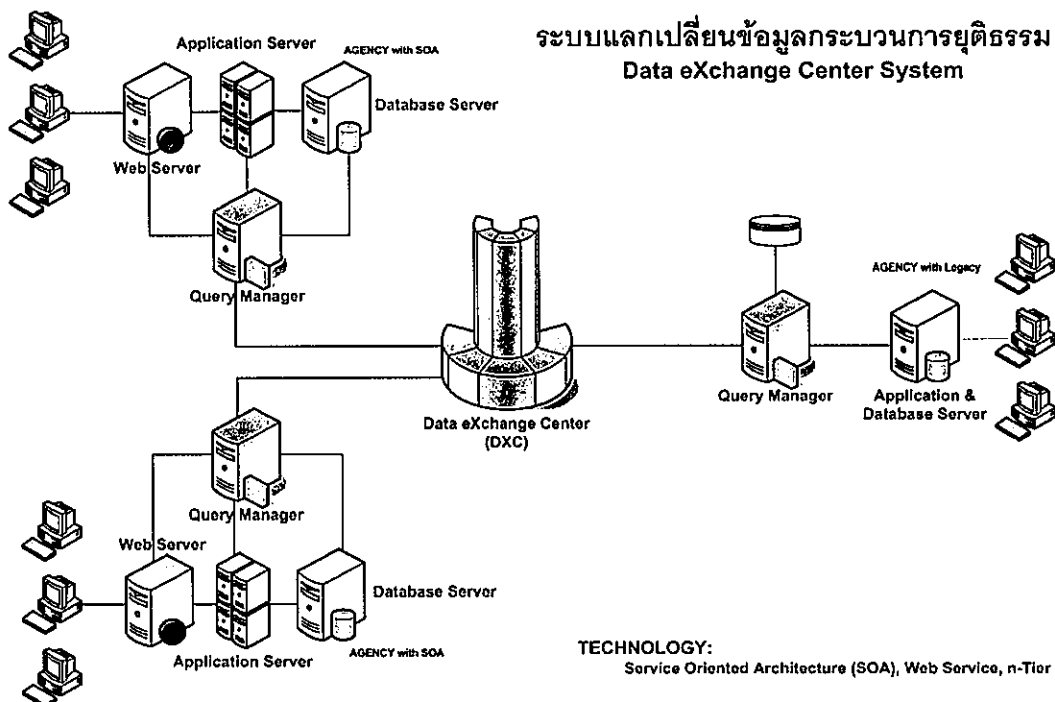 ระบบแลกเปลี่ยนข้อมูลกระบวนการยุติธรรม
Data eXchange Center System
Application Server
AGENCY with SOA
Database Server
Web Server
Query Manager
AGENCY with Legacy
Query Manager
Application &
Database Server
Data eXchange Center
(DXC)
Query Manager
Web Server
Database Server
Application Server
AGENCY with SOA
TECHNOLOGY:
Service Oriented Architecture (SOA), Web Service, n-Tier